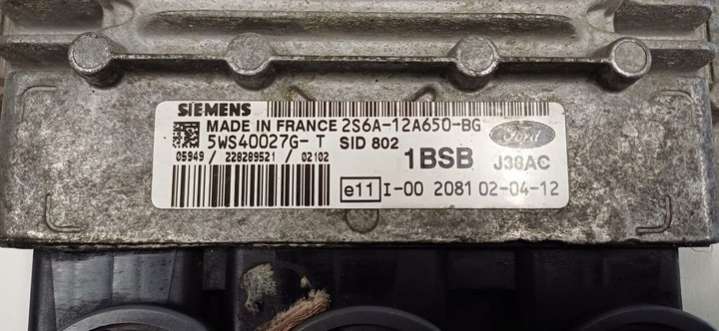 SIEMENS
MADE IN FRANCE 2S6A-12A650-BG
5WS40027G-T SID 802
05949 / 228289521 / 02102
Ford
1BSB J38AC
e11 I-00 2081 02-04-12